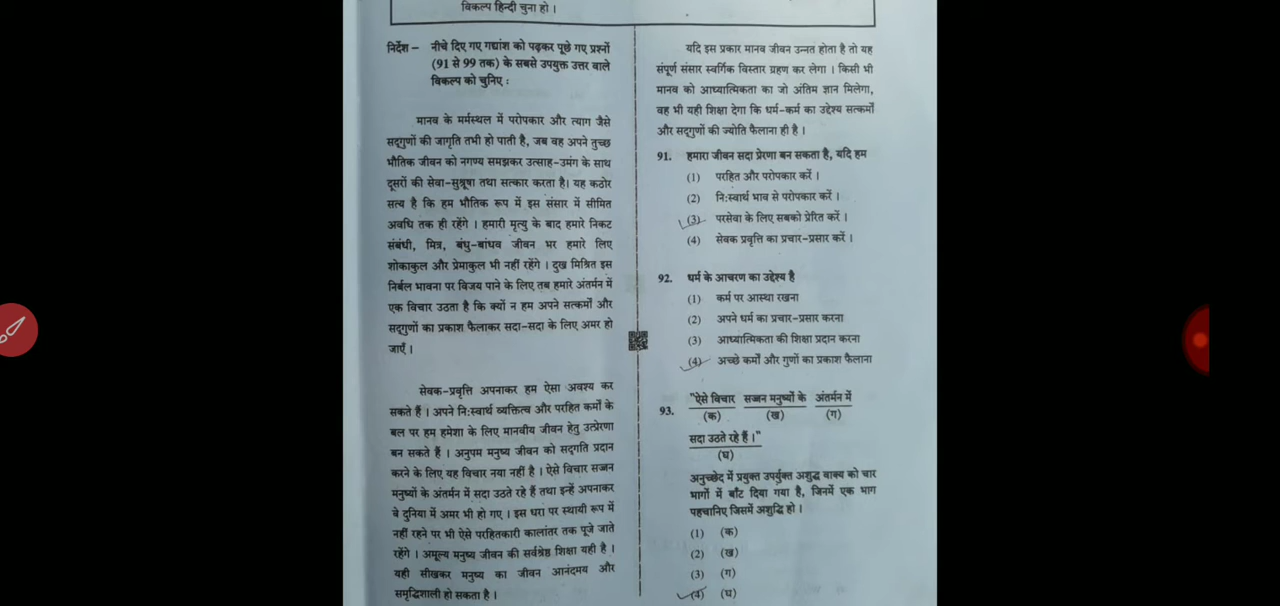 विकल्प हिन्दी चुना हो ।
निर्देश – नीचे दिए गए गद्यांश को पढ़कर पूछे गए प्रश्नों
(91 से 99 तक) के सबसे उपयुक्त उत्तर वाले
विकल्प को चुनिए :
मानव के मर्मस्थल में परोपकार और त्याग जैसे
सद्‌गुणों की जागृति तभी हो पाती है, जब वह अपने तुच्छ
भौतिक जीवन को नगण्य समझकर उत्साह-उमंग के साथ
दूसरों की सेवा-सुश्रूषा तथा सत्कार करता है। यह कठोर
सत्य है कि हम भौतिक रूप में इस संसार में सीमित
अवधि तक ही रहेंगे । हमारी मृत्यु के बाद हमारे निकट
संबंधी, मित्र, बंधु-बांधव जीवन भर हमारे लिए
शोकाकुल और प्रेमाकुल भी नहीं रहेंगे । दुख मिश्रित इस
निर्बल भावना पर विजय पाने के लिए तब हमारे अंतर्मन में
एक विचार उठता है कि क्यों न हम अपने सत्कर्मों और
सद्‌गुणों का प्रकाश फैलाकर सदा-सदा के लिए अमर हो
जाएँ ।
सेवक-प्रवृत्ति अपनाकर हम ऐसा अवश्य कर
सकते हैं । अपने नि:स्वार्थ व्यक्तित्व और परहित कर्मों के
बल पर हम हमेशा के लिए मानवीय जीवन हेतु उत्प्रेरणा
बन सकते हैं । अनुपम मनुष्य जीवन को सद्‌गति प्रदान
करने के लिए यह विचार नया नहीं है । ऐसे विचार सज्जन
मनुष्यों के अंतर्मन में सदा उठते रहे हैं तथा इन्हें अपनाकर
वे दुनिया में अमर भी हो गए । इस धरा पर स्थायी रूप में
नहीं रहने पर भी ऐसे परहितकारी कालांतर तक पूजे जाते
रहेंगे । अमूल्य मनुष्य जीवन की सर्वश्रेष्ठ शिक्षा यही है ।
यही सीखकर मनुष्य का जीवन आनंदमय और
समृद्धिशाली हो सकता है ।
यदि इस प्रकार मानव जीवन उन्नत होता है तो यह
संपूर्ण संसार स्वर्गिक विस्तार ग्रहण कर लेगा । किसी भी
मानव को आध्यात्मिकता का जो अंतिम ज्ञान मिलेगा,
वह भी यही शिक्षा देगा कि धर्म-कर्म का उद्देश्य सत्कर्मों
और सद्‌गुणों की ज्योति फैलाना ही है ।
91. हमारा जीवन सदा प्रेरणा बन सकता है, यदि हम
(1) परहित और परोपकार करें ।
(2) नि:स्वार्थ भाव से परोपकार करें ।
(3) परसेवा के लिए सबको प्रेरित करें ।
(4) सेवक प्रवृत्ति का प्रचार-प्रसार करें ।
92. धर्म के आचरण का उद्देश्य है
(1) कर्म पर आस्था रखना
(2) अपने धर्म का प्रचार-प्रसार करना
(3) आध्यात्मिकता की शिक्षा प्रदान करना
(4) अच्छे कर्मों और गुणों का प्रकाश फैलाना
93. "ऐसे विचार सज्जन मनुष्यों के अंतर्मन में
(क) (ख) (ग)
सदा उठते रहे हैं ।"
(घ)
अनुच्छेद में प्रयुक्त उपर्युक्त अशुद्ध वाक्य को चार
भागों में बाँट दिया गया है, जिनमें एक भाग
पहचानिए जिसमें अशुद्धि हो ।
(1) (क)
(2) (ख)
(3) (ग)
(4) (घ)